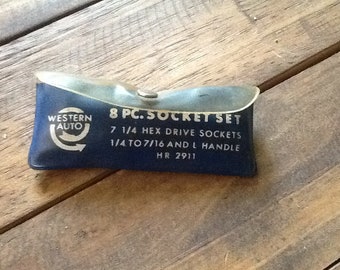 WESTERN
AUTO
8 PC. SOCKET SET
7 1/4 HEX DRIVE SOCKETS
1/4 TO 7/16 AND L HANDLE
HR 2911